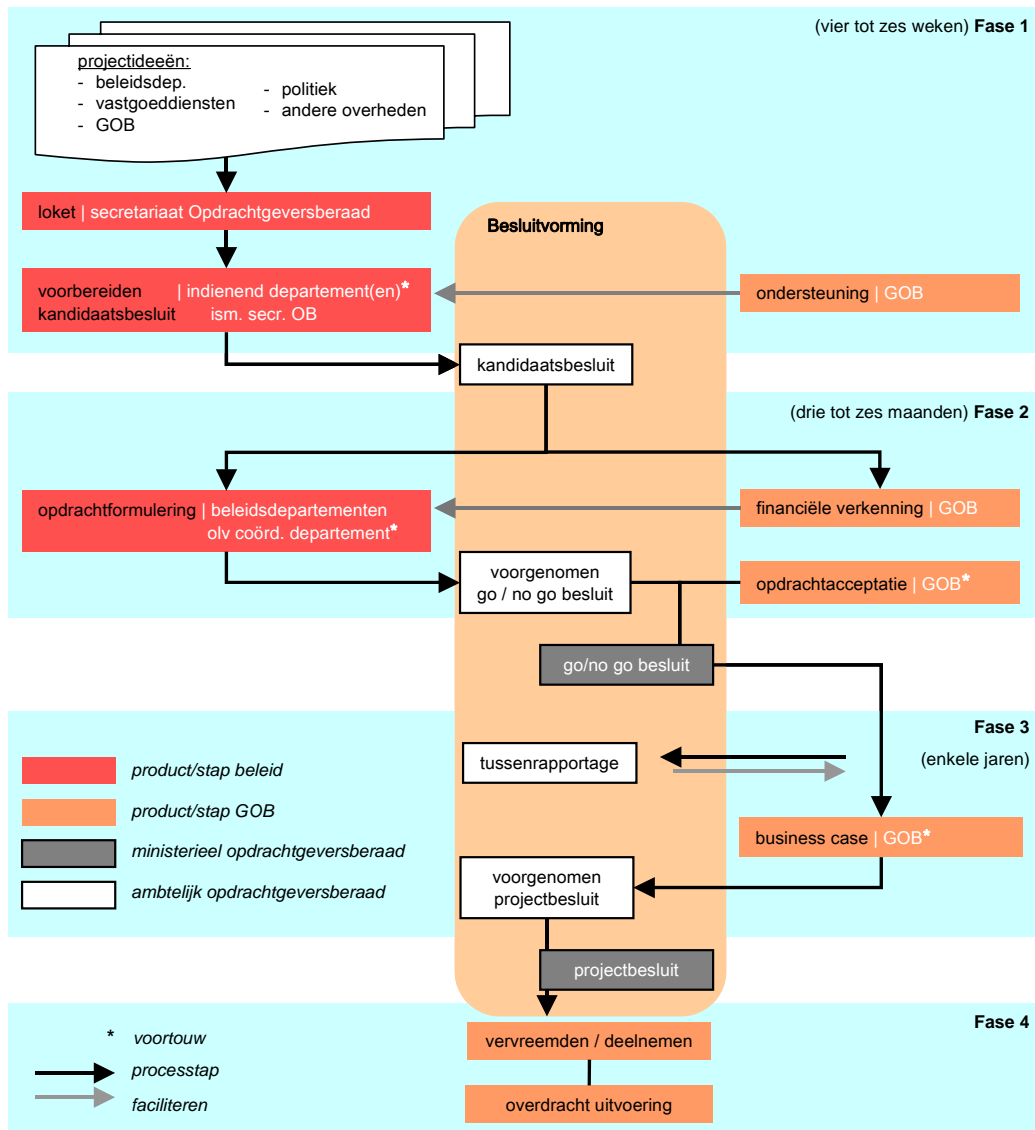 (vier tot zes weken) Fase 1
projectideeën:
- beleidsdep.
- vastgoeddiensten
- GOB
- politiek
- andere overheden
loket | secretariaat Opdrachtgeversberaad
Besluitvorming
voorbereiden | indienend departement(en)*
kandidaatsbesluit ism. secr. OB
ondersteuning | GOB
kandidaatsbesluit
(drie tot zes maanden) Fase 2
opdrachtformulering | beleidsdepartementen
olv coörd. departement*
financiële verkenning | GOB
voorgenomen
go / no go besluit
opdrachtacceptatie | GOB*
go/no go besluit
Fase 3
(enkele jaren)
tussenrapportage
product/stap beleid
product/stap GOB
ministerieel opdrachtgeversberaad
ambtelijk opdrachtgeversberaad
business case | GOB*
voorgenomen
projectbesluit
projectbesluit
Fase 4
* voortouw
processtap
faciliteren
vervreemden / deelnemen
overdracht uitvoering